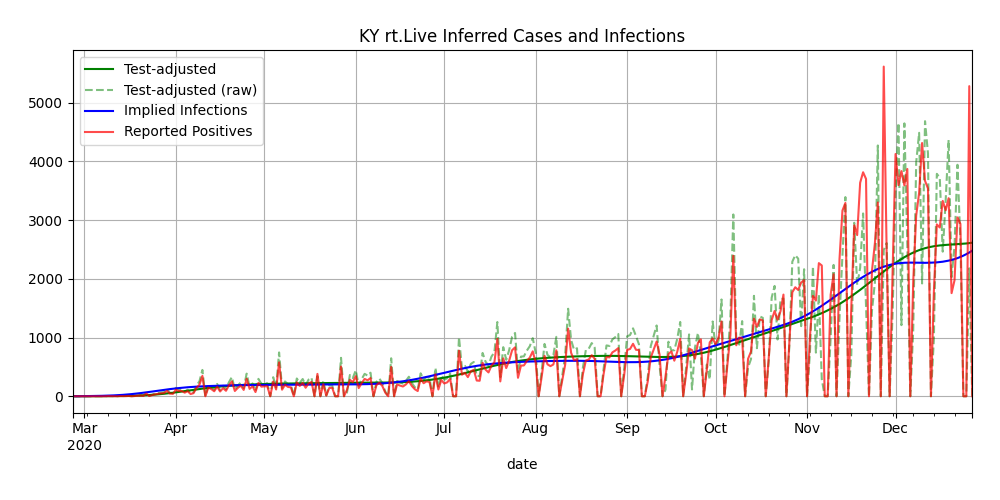 KY rt.Live Inferred Cases and Infections
Test-adjusted
Test-adjusted (raw)
Implied Infections
Reported Positives
5000
4000
3000
2000
1000
0
Mar Apr May Jun Jul Aug Sep Oct Nov Dec
2020
date